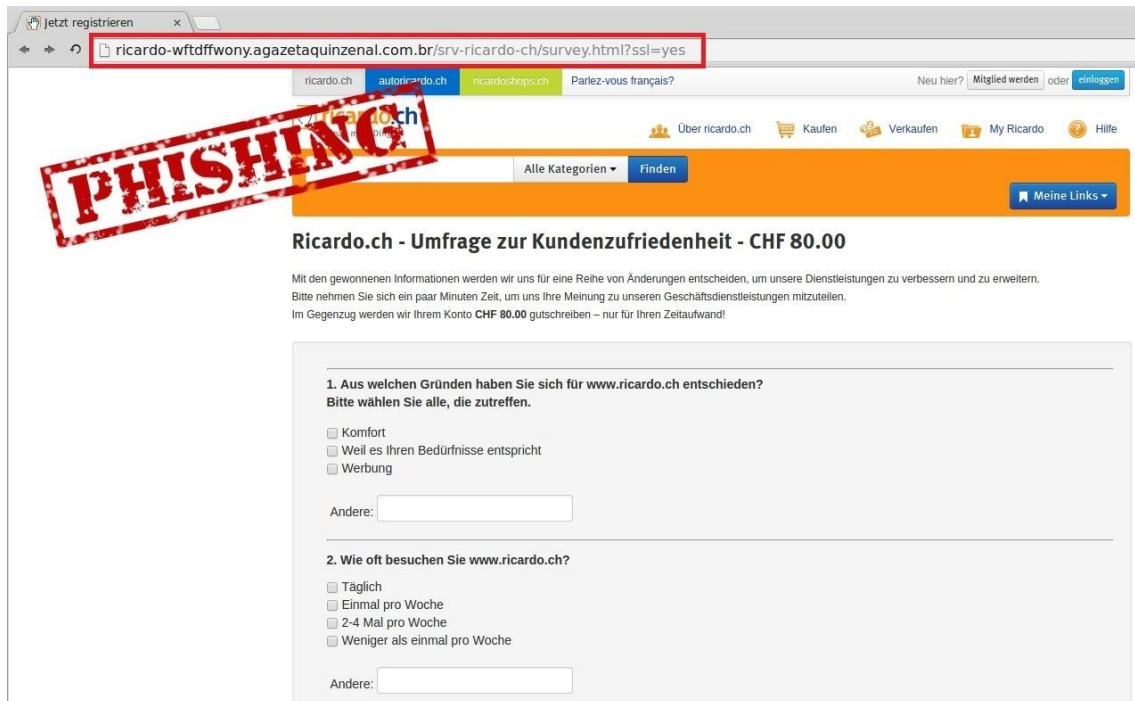 Jetzt registrieren
ricardo-wftdffwony.agazetaquinzenal.com.br/srv-ricardo-ch/survey.html?ssl=yes
ricardo.ch autoricardo.ch ricardoshops.ch Parlez-vous français? Neu hier? Mitglied werden oder einloggen
ricardo.ch
PHISHING
Über ricardo.ch Kaufen Verkaufen My Ricardo Hilfe
Alle Kategorien Finden
Meine Links
Ricardo.ch - Umfrage zur Kundenzufriedenheit - CHF 80.00
Mit den gewonnenen Informationen werden wir uns für eine Reihe von Änderungen entscheiden, um unsere Dienstleistungen zu verbessern und zu erweitern.
Bitte nehmen Sie sich ein paar Minuten Zeit, um uns Ihre Meinung zu unseren Geschäftsdienstleistungen mitzuteilen.
Im Gegenzug werden wir Ihrem Konto CHF 80.00 gutschreiben – nur für Ihren Zeitaufwand!
1. Aus welchen Gründen haben Sie sich für www.ricardo.ch entschieden?
Bitte wählen Sie alle, die zutreffen.
Komfort
Weil es Ihren Bedürfnisse entspricht
Werbung
Andere:
2. Wie oft besuchen Sie www.ricardo.ch?
Täglich
Einmal pro Woche
2-4 Mal pro Woche
Weniger als einmal pro Woche
Andere: